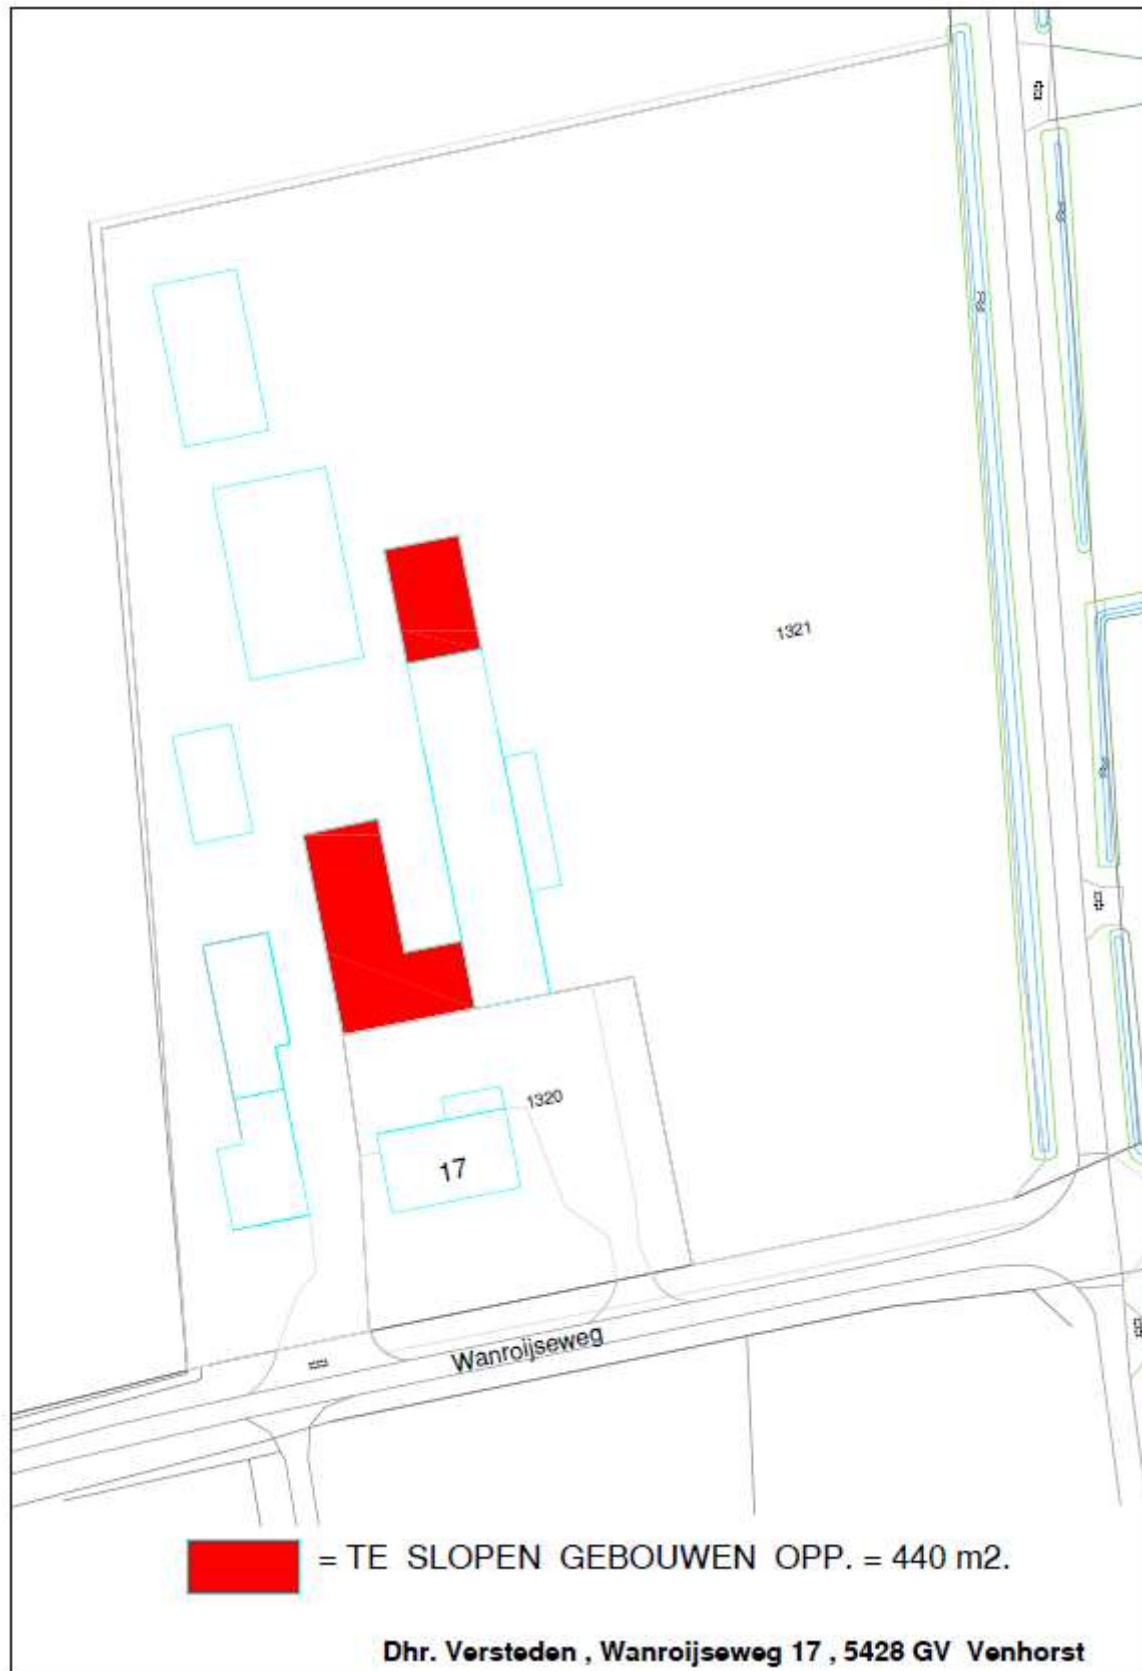 1321
1320
17
Wanroijseweg
= TE SLOPEN GEBOUWEN OPP. = 440 m2.
Dhr. Versteden , Wanroijseweg 17 , 5428 GV Venhorst